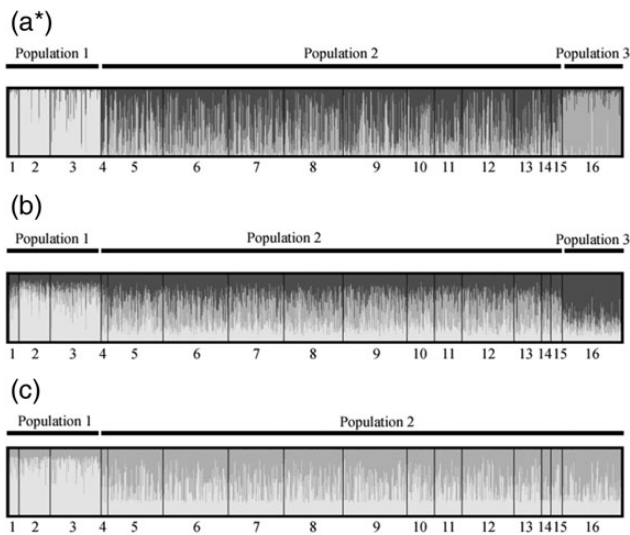 (a*)
Population 1 Population 2 Population 3
1 2 3 4 5 6 7 8 9 10 11 12 13 14 15 16
(b)
Population 1 Population 2 Population 3
1 2 3 4 5 6 7 8 9 10 11 12 13 14 15 16
(c)
Population 1 Population 2
1 2 3 4 5 6 7 8 9 10 11 12 13 14 15 16